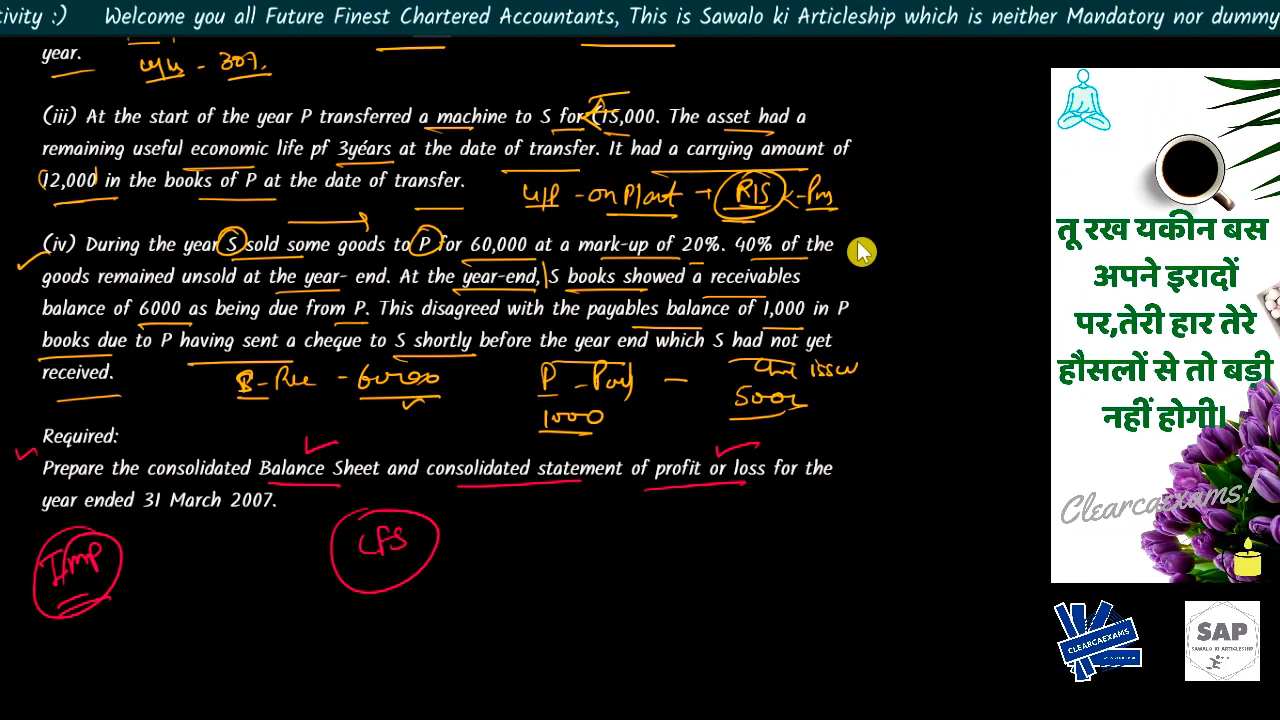 tivity :) Welcome you all Future Finest Chartered Accountants, This is Sawalo ki Articleship which is neither Mandatory nor dummy
year.
30%
(iii) At the start of the year P transferred a machine to S for 15,000. The asset had a
remaining useful economic life pf 3years at the date of transfer. It had a carrying amount of
12,000 in the books of P at the date of transfer.
U/P - on Plant → R/S
(iv) During the year S sold some goods to P for 60,000 at a mark-up of 20%. 40% of the
goods remained unsold at the year- end. At the year-end, S books showed a receivables
balance of 6000 as being due from P. This disagreed with the payables balance of 1,000 in P
books due to P having sent a cheque to S shortly before the year end which S had not yet
received.
S - Rec -
P - Pay -
1000
Required:
Prepare the consolidated Balance Sheet and consolidated statement of profit or loss for the
year ended 31 March 2007.
Imp
CFS
तू रख यकीन बस
अपने इरादों
पर,तेरी हार तेरे
हौसलों से तो बड़ी
नहीं होगी।
Clearcaexams!
CLEARCAEXAMS
SAP
SAWALO KI ARTICLESHIP